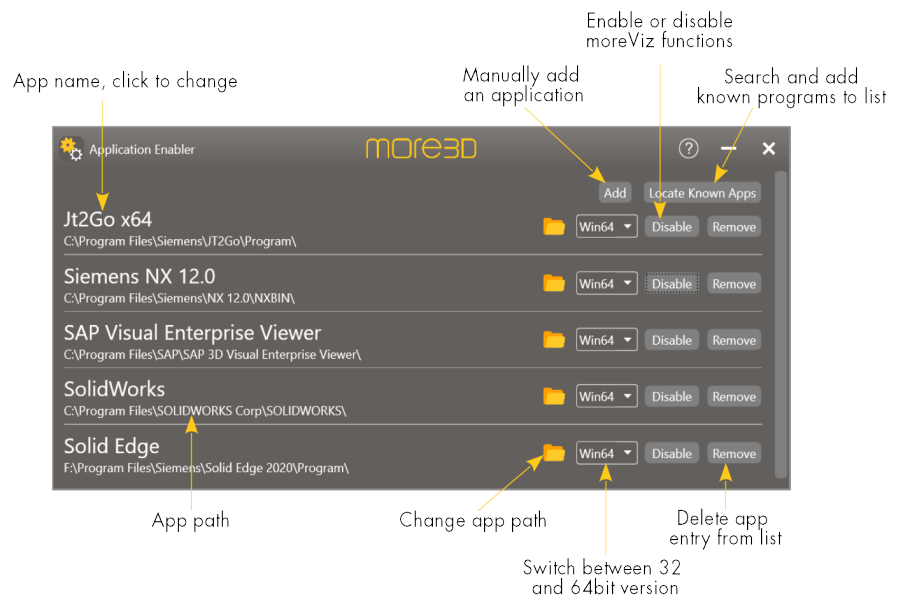 Enable or disable
moreViz functions
App name, click to change
Manually add
an application
Search and add
known programs to list
Application Enabler
more3D
?
Add
Locate Known Apps
Jt2Go x64
C:\Program Files\Siemens\JT2Go\Program\
Win64
Disable
Remove
Siemens NX 12.0
C:\Program Files\Siemens\NX 12.0\NXBIN\
Win64
Disable
Remove
SAP Visual Enterprise Viewer
C:\Program Files\SAP\SAP 3D Visual Enterprise Viewer\
Win64
Disable
Remove
SolidWorks
C:\Program Files\SOLIDWORKS Corp\SOLIDWORKS\
Win64
Disable
Remove
Solid Edge
F:\Program Files\Siemens\Solid Edge 2020\Program\
Win64
Disable
Remove
App path
Change app path
Delete app
entry from list
Switch between 32
and 64bit version